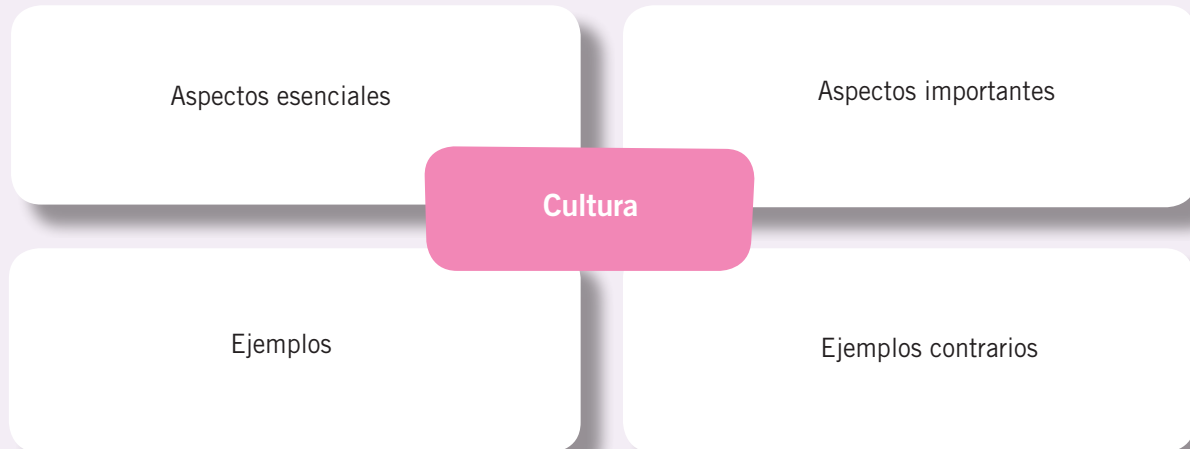 Aspectos esenciales
Aspectos importantes
Cultura
Ejemplos
Ejemplos contrarios